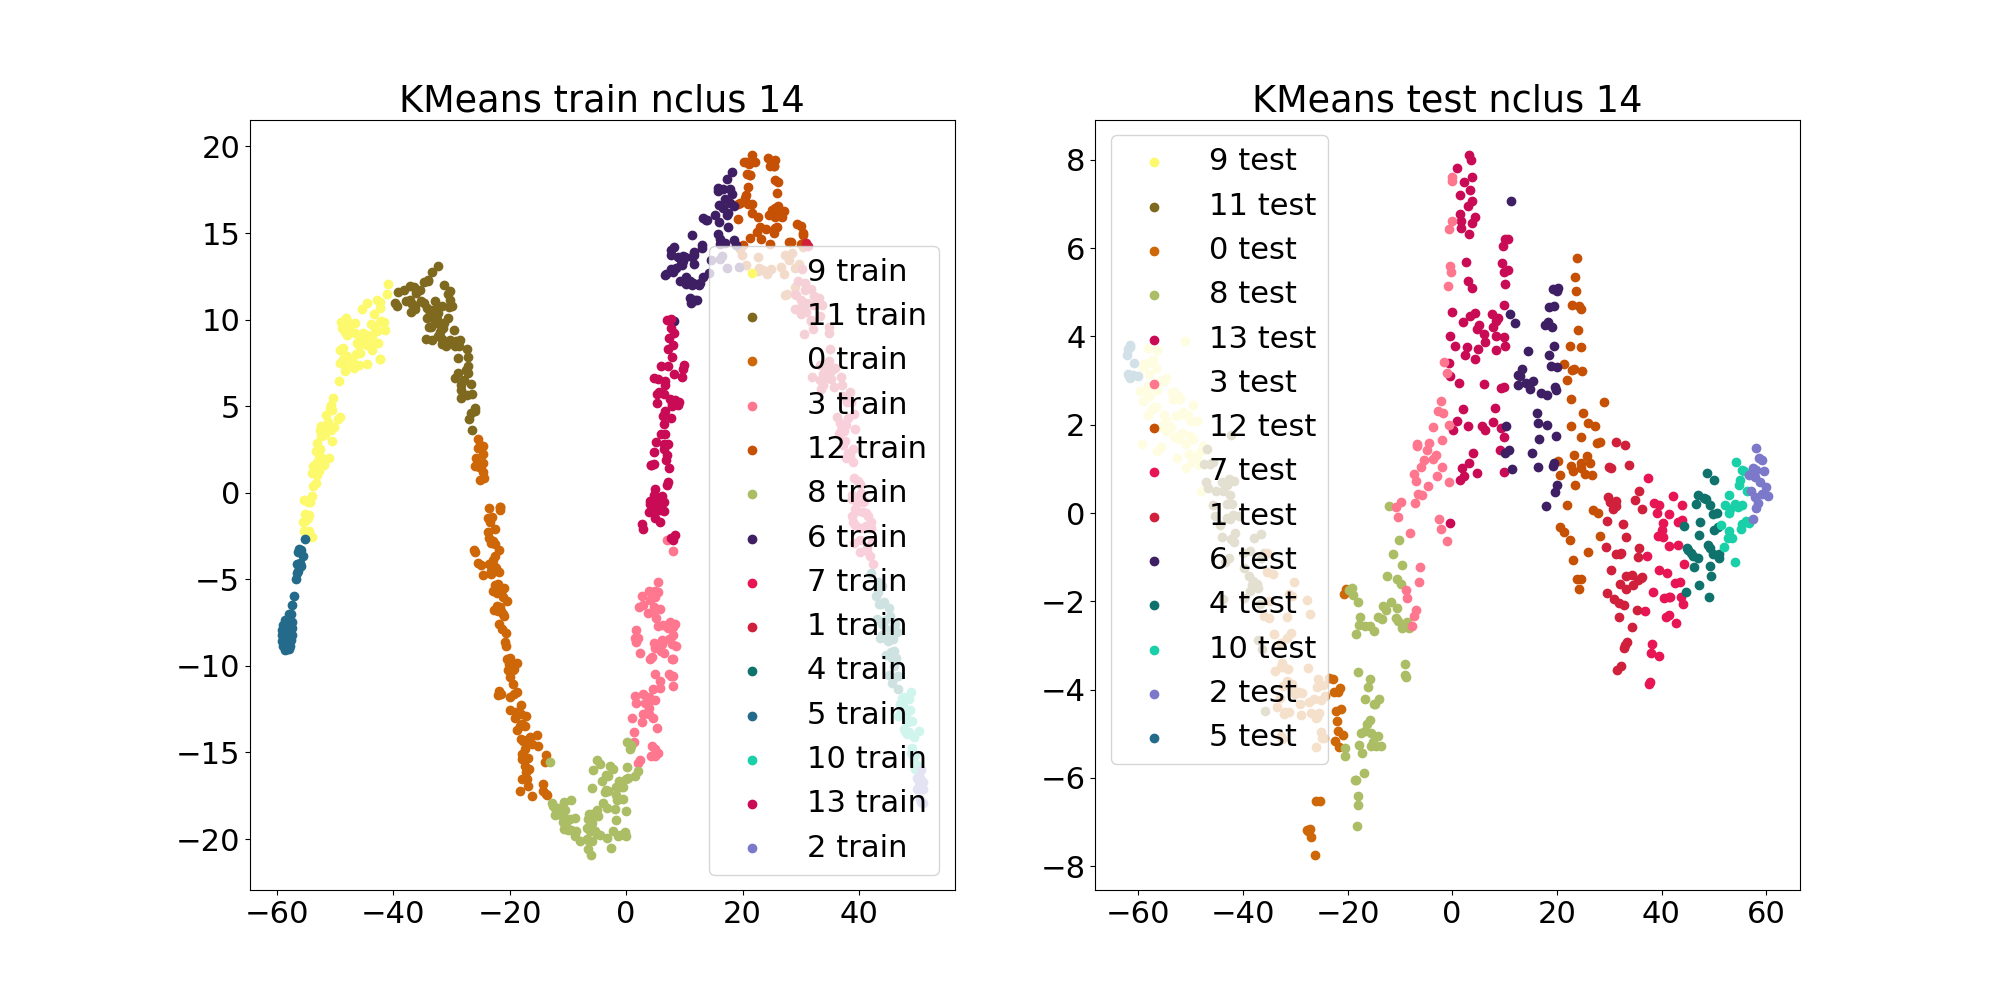 KMeans train nclus 14
20
15
10
5
0
−5
−10
−15
−20
−60 −40 −20 0 20 40
9 train
11 train
0 train
3 train
12 train
8 train
6 train
7 train
1 train
4 train
5 train
10 train
13 train
2 train
KMeans test nclus 14
8
6
4
2
0
−2
−4
−6
−8
−60 −40 −20 0 20 40 60
9 test
11 test
0 test
8 test
13 test
3 test
12 test
7 test
1 test
6 test
4 test
10 test
2 test
5 test